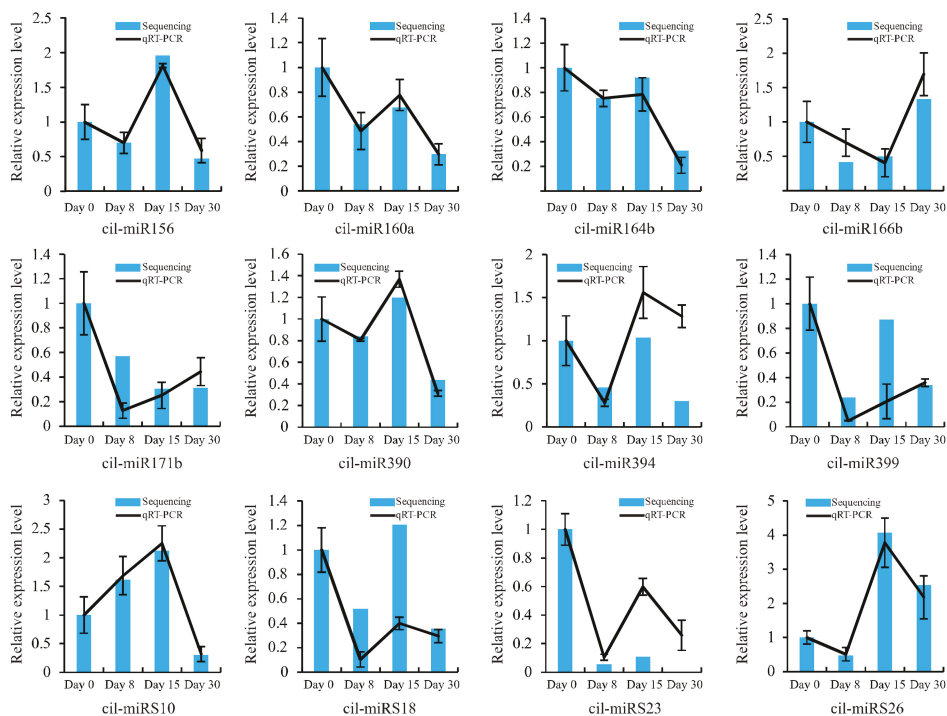 Relative expression level
2.5
2
1.5
1
0.5
0
Sequencing
qRT-PCR
Day 0 Day 8 Day 15 Day 30
cil-miR156
Relative expression level
1.4
1.2
1
0.8
0.6
0.4
0.2
0
Sequencing
qRT-PCR
Day 0 Day 8 Day 15 Day 30
cil-miR160a
Relative expression level
1.4
1.2
1
0.8
0.6
0.4
0.2
Sequencing
qRT-PCR
Day 0 Day 8 Day 15 Day 30
cil-miR164b
Relative expression level
2.5
2
1.5
1
0.5
Sequencing
qRT-PCR
Day 0 Day 8 Day 15 Day 30
cil-miR166b
Relative expression level
1.4
1.2
1
0.8
0.6
0.4
0.2
0
Sequencing
qRT-PCR
Day 0 Day 8 Day 15 Day 30
cil-miR171b
Relative expression level
1.60
1.4
1.2
1
0.8
0.6
0.4
0.2
0
Sequencing
qRT-PCR
Day 0 Day 8 Day 15 Day 30
cil-miR390
Relative expression level
2
1.5
1
0.5
0
Sequencing
qRT-PCR
Day 0 Day 8 Day 15 Day 30
cil-miR394
Relative expression level
1.4
1.2
1
0.8
0.6
0.4
0.2
0
Sequencing
qRT-PCR
Day 0 Day 8 Day 15 Day 30
cil-miR399
Relative expression level
3
2.5
2
1.5
1
0.5
0
Sequencing
qRT-PCR
Day 0 Day 8 Day 15 Day 30
cil-miRS10
Relative expression level
1.4
1.2
1
0.8
0.6
0.4
0.2
0
Sequencing
qRT-PCR
Day 0 Day 8 Day 15 Day 30
cil-miRS18
Relative expression level
1.2
1
0.8
0.6
0.4
0.2
0
Sequencing
qRT-PCR
Day 0 Day 8 Day 15 Day 30
cil-miRS23
Relative expression level
5
4
3
2
1
0
Sequencing
qRT-PCR
Day 0 Day 8 Day 15 Day 30
cil-miRS26